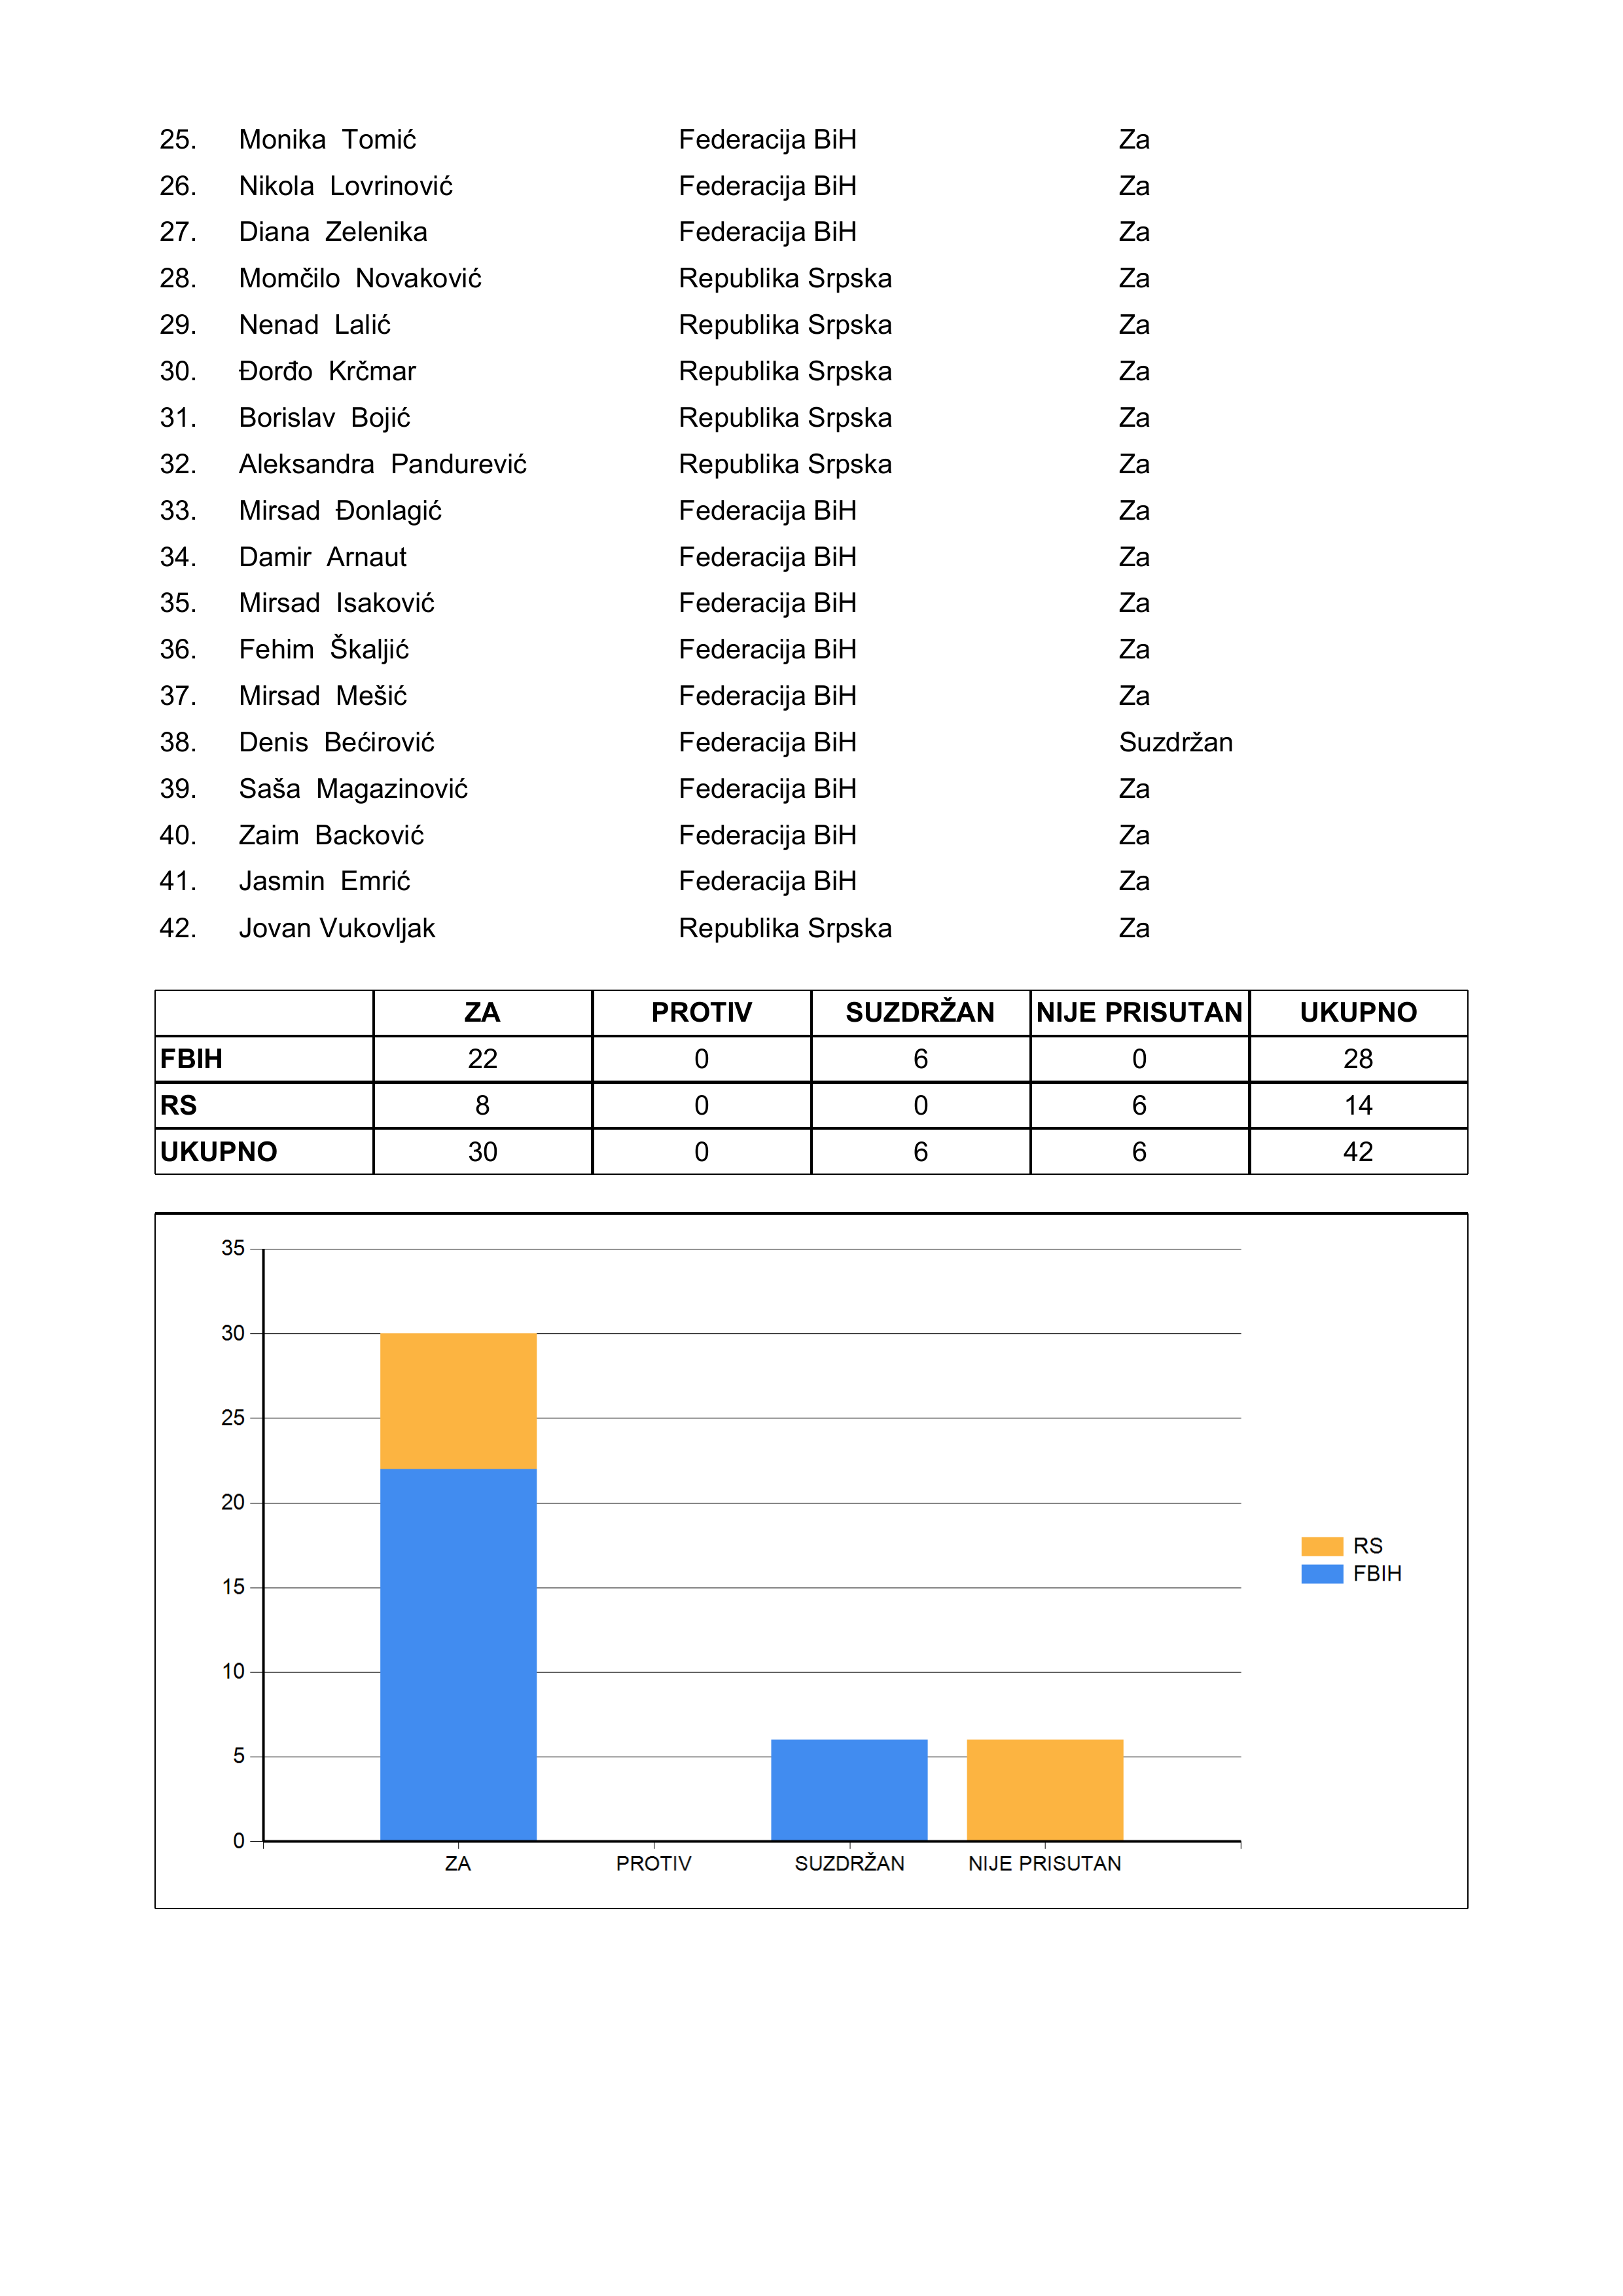 25. Monika Tomić Federacija BiH Za
26. Nikola Lovrinović Federacija BiH Za
27. Diana Zelenika Federacija BiH Za
28. Momčilo Novaković Republika Srpska Za
29. Nenad Lalić Republika Srpska Za
30. Đorđo Krčmar Republika Srpska Za
31. Borislav Bojić Republika Srpska Za
32. Aleksandra Pandurević Republika Srpska Za
33. Mirsad Đonlagić Federacija BiH Za
34. Damir Arnaut Federacija BiH Za
35. Mirsad Isaković Federacija BiH Za
36. Fehim Škaljić Federacija BiH Za
37. Mirsad Mešić Federacija BiH Za
38. Denis Bećirović Federacija BiH Suzdržan
39. Saša Magazinović Federacija BiH Za
40. Zaim Backović Federacija BiH Za
41. Jasmin Emrić Federacija BiH Za
42. Jovan Vukovljak Republika Srpska Za
ZA PROTIV SUZDRŽAN NIJE PRISUTAN UKUPNO
FBIH 22 0 6 0 28
RS 8 0 0 6 14
UKUPNO 30 0 6 6 42
35
30
25
20
15
10
5
0
ZA PROTIV SUZDRŽAN NIJE PRISUTAN
RS
FBIH